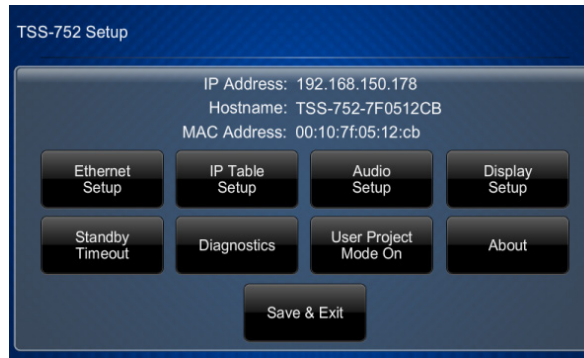 TSS-752 Setup
IP Address: 192.168.150.178
Hostname: TSS-752-7F0512CB
MAC Address: 00:10:7f:05:12:cb
Ethernet
Setup
IP Table
Setup
Audio
Setup
Display
Setup
Standby
Timeout
Diagnostics
User Project
Mode On
About
Save & Exit